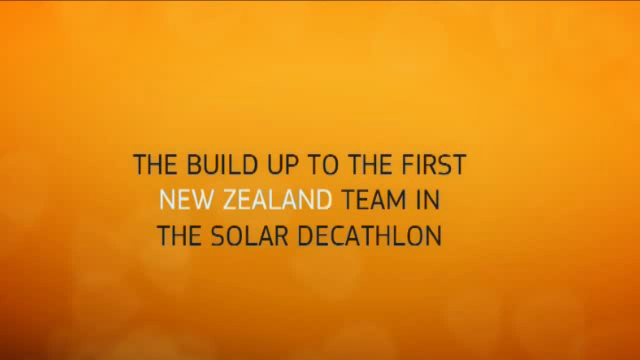 THE BUILD UP TO THE FIRST
NEW ZEALAND TEAM IN
THE SOLAR DECATHLON